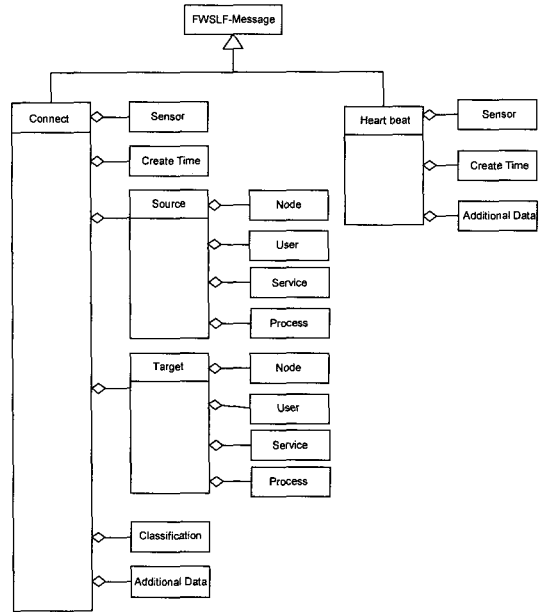 FWSLF-Message
Connect
Sensor
Create Time
Source
Node
User
Service
Process
Target
Node
User
Service
Process
Classification
Additional Data
Heart beat
Sensor
Create Time
Additional Data